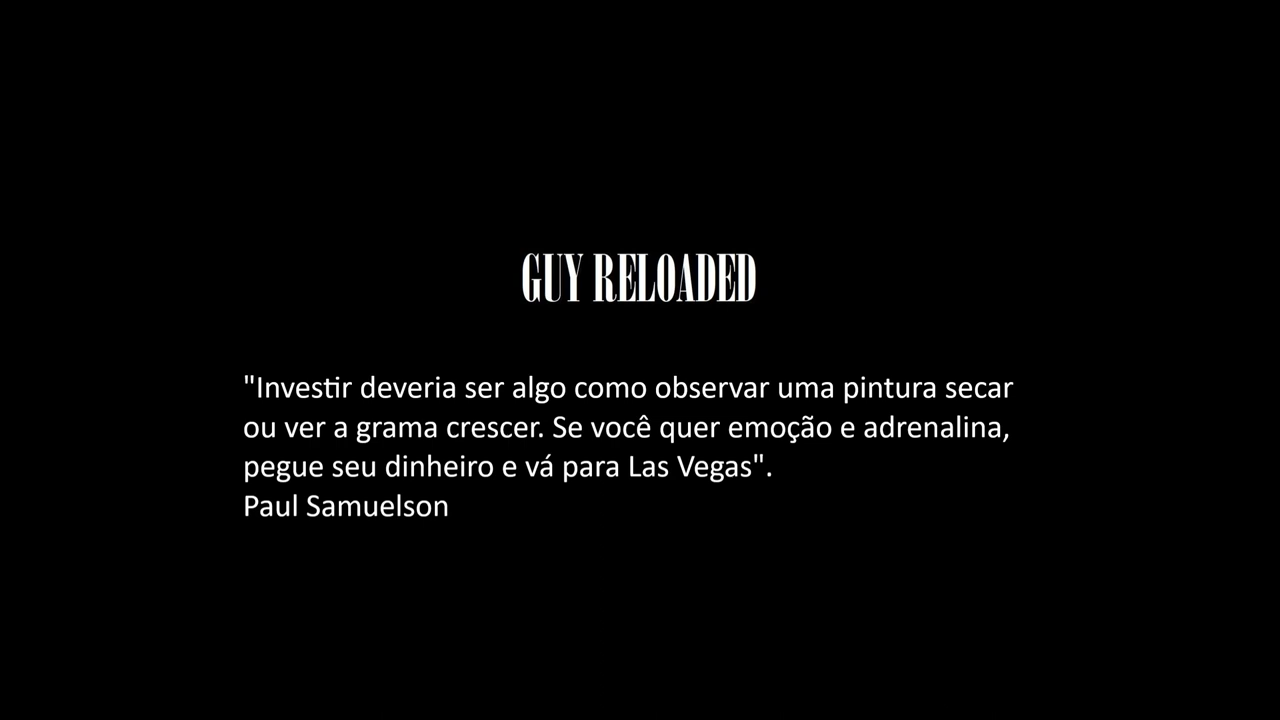 GUY RELOADED
"Investir deveria ser algo como observar uma pintura secar
ou ver a grama crescer. Se você quer emoção e adrenalina,
pegue seu dinheiro e vá para Las Vegas".
Paul Samuelson